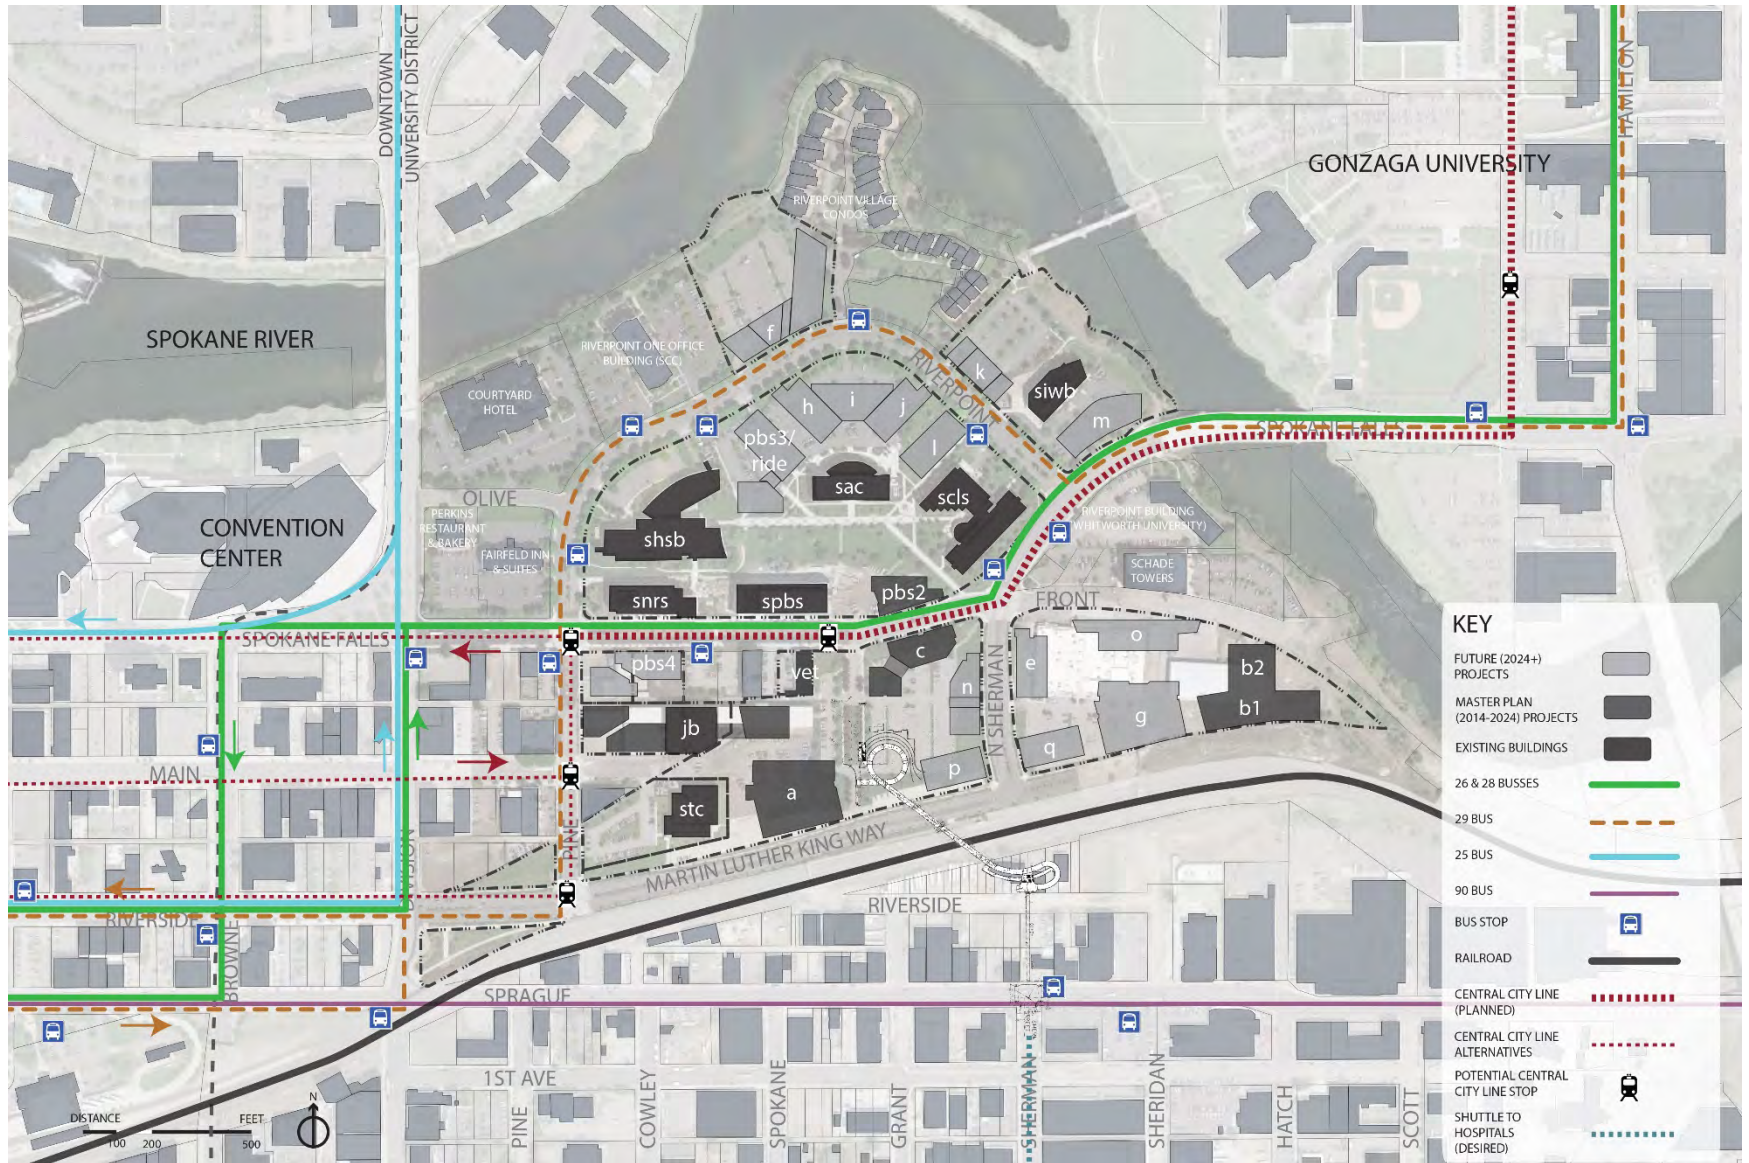 DOWNTOWN
UNIVERSITY DISTRICT
HAMILTON
GONZAGA UNIVERSITY
RIVERPOINT VILLAGE
CONDOS
SPOKANE RIVER
RIVERPOINT ONE OFFICE
BUILDING (SCC)
f
RIVERPOINT
k
siwb
COURTYARD
HOTEL
h
i
j
m
SPOKANE FALLS
pbs3/
ride
l
sac
scls
OLIVE
PERKINS
RESTAURANT
& BAKERY
FAIRFELD INN
& SUITES
CONVENTION
CENTER
shsb
RIVERPOINT BUILDING
(WHITWORTH UNIVERSITY)
SCHADE
TOWERS
snrs
spbs
pbs2
FRONT
SPOKANE FALLS
pbs4
vet
c
n
N SHERMAN
e
o
b2
b1
g
q
p
jb
MAIN
a
stc
PINE
DIVISION
MARTIN LUTHER KING WAY
RIVERSIDE
RIVERSIDE
BROWNE
SPRAGUE
1ST AVE
PINE
COWLEY
SPOKANE
GRANT
SHERMAN
SHERIDAN
HATCH
SCOTT
DISTANCE
FEET
100 200 500
N
KEY
FUTURE (2024+)
PROJECTS
MASTER PLAN
(2014-2024) PROJECTS
EXISTING BUILDINGS
26 & 28 BUSSES
29 BUS
25 BUS
90 BUS
BUS STOP
RAILROAD
CENTRAL CITY LINE
(PLANNED)
CENTRAL CITY LINE
ALTERNATIVES
POTENTIAL CENTRAL
CITY LINE STOP
SHUTTLE TO
HOSPITALS
(DESIRED)